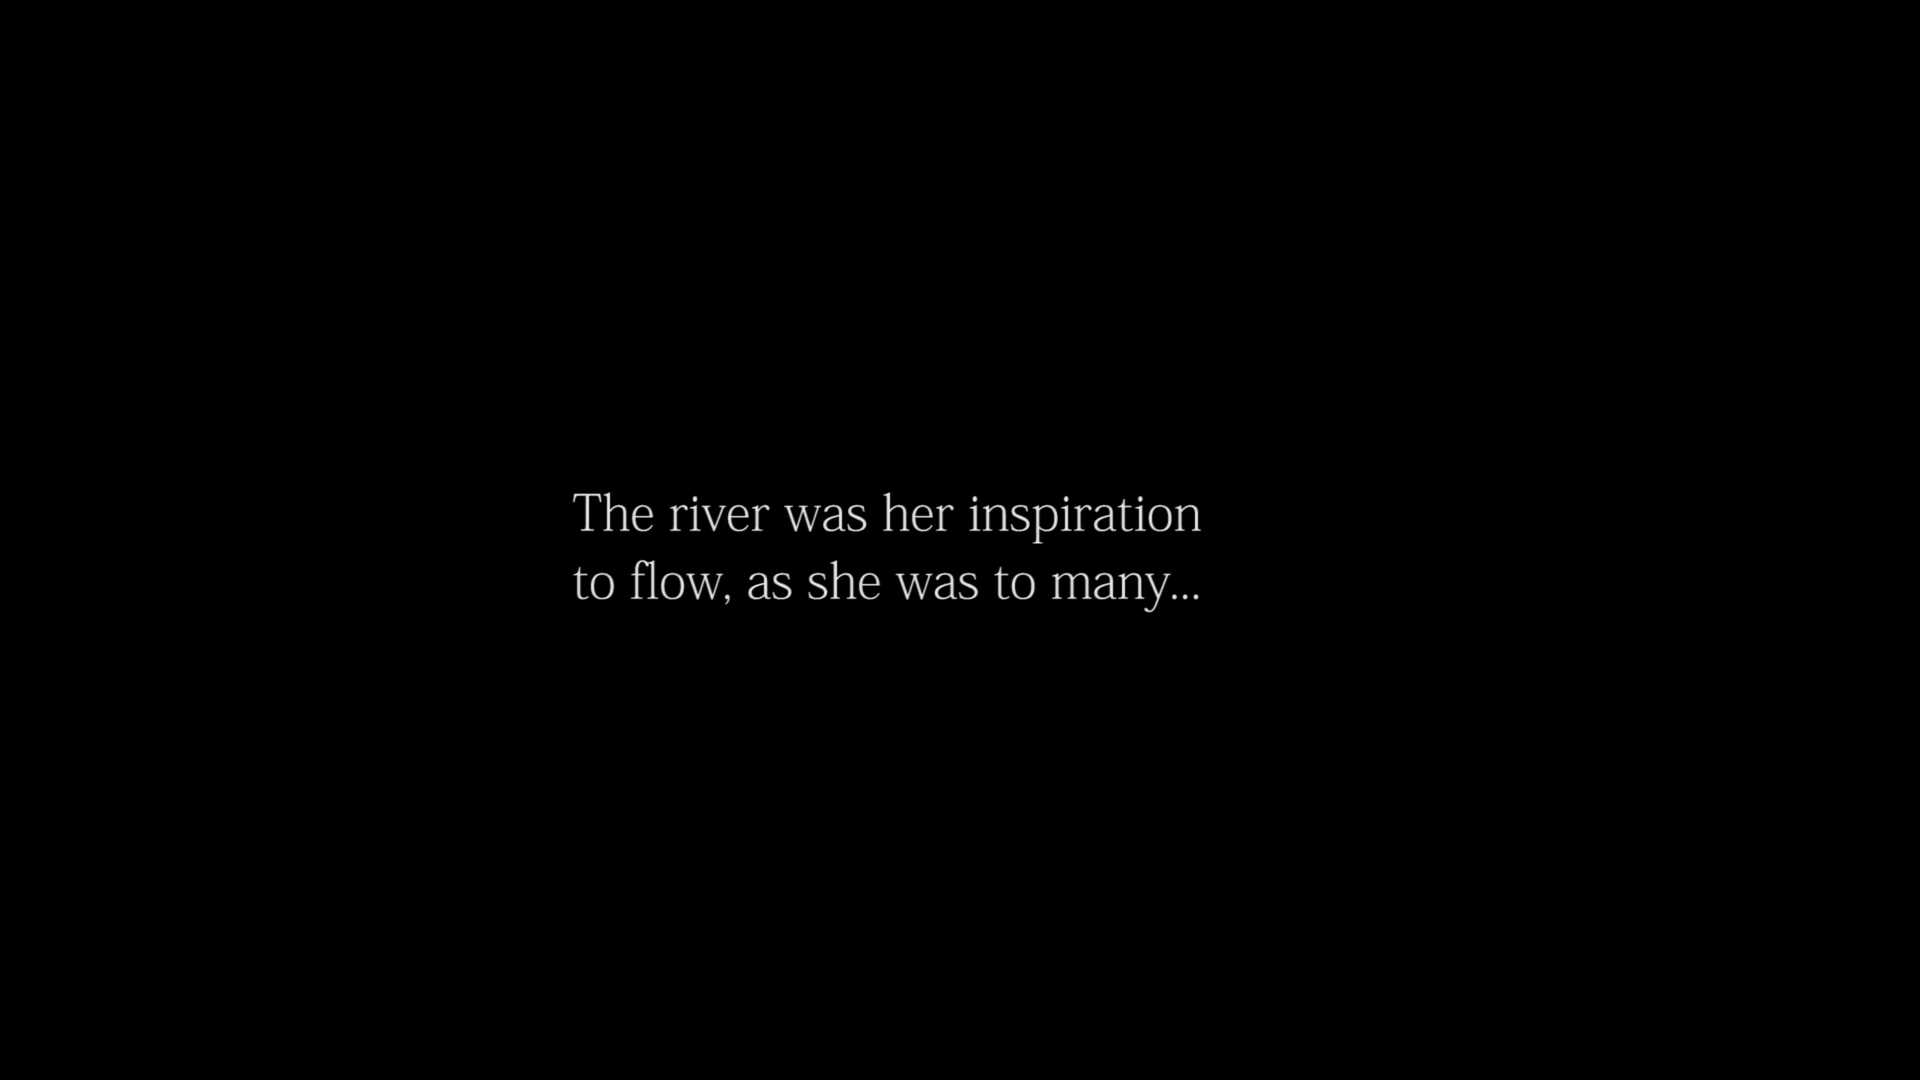 The river was her inspiration
to flow, as she was to many...